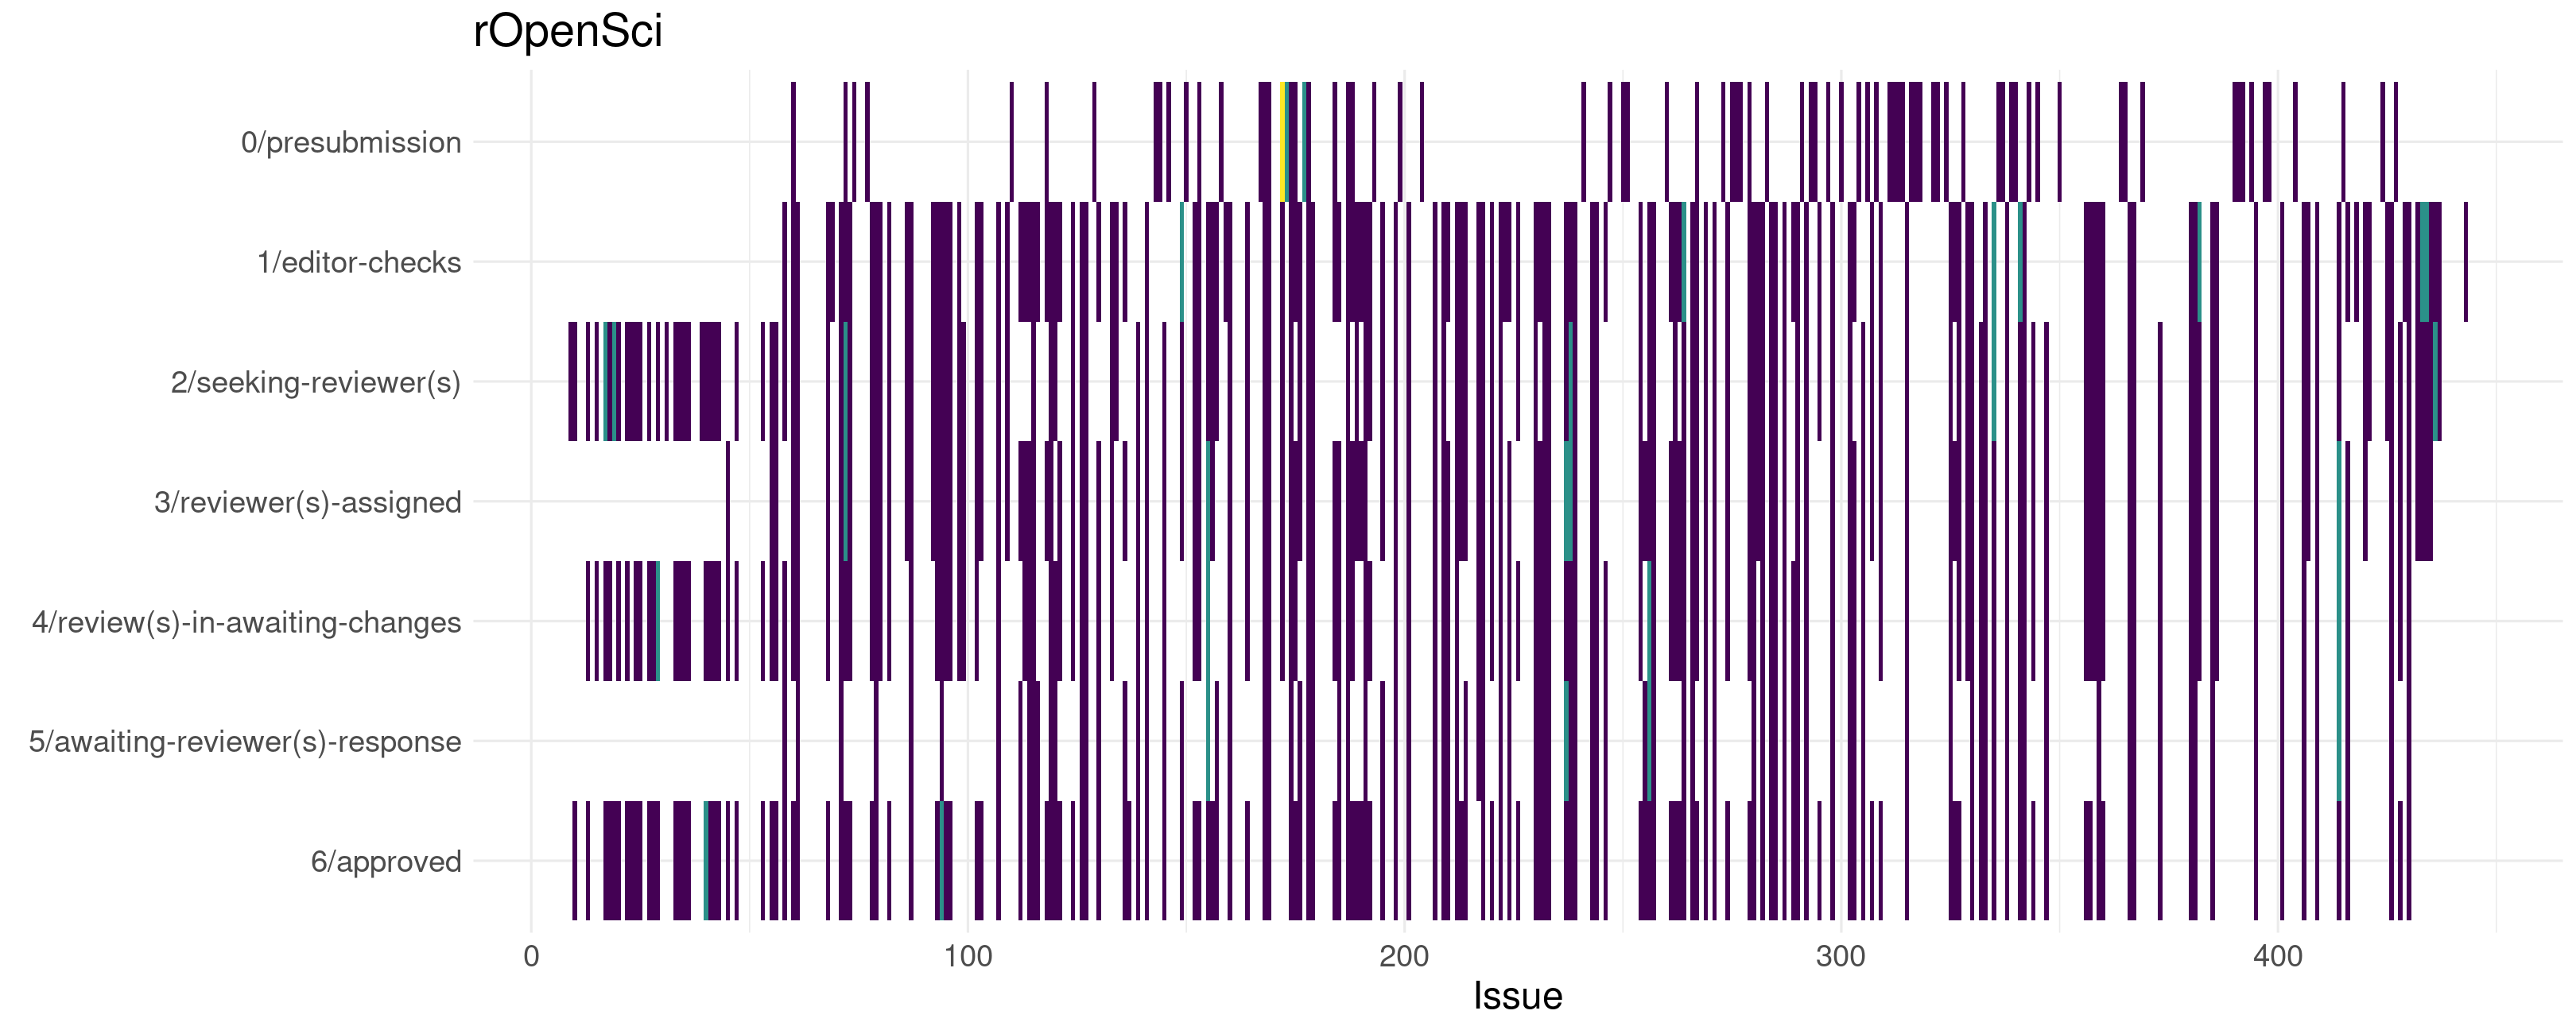 rOpenSci
0/presubmission
1/editor-checks
2/seeking-reviewer(s)
3/reviewer(s)-assigned
4/review(s)-in-awaiting-changes
5/awaiting-reviewer(s)-response
6/approved
0 100 200 300 400
Issue